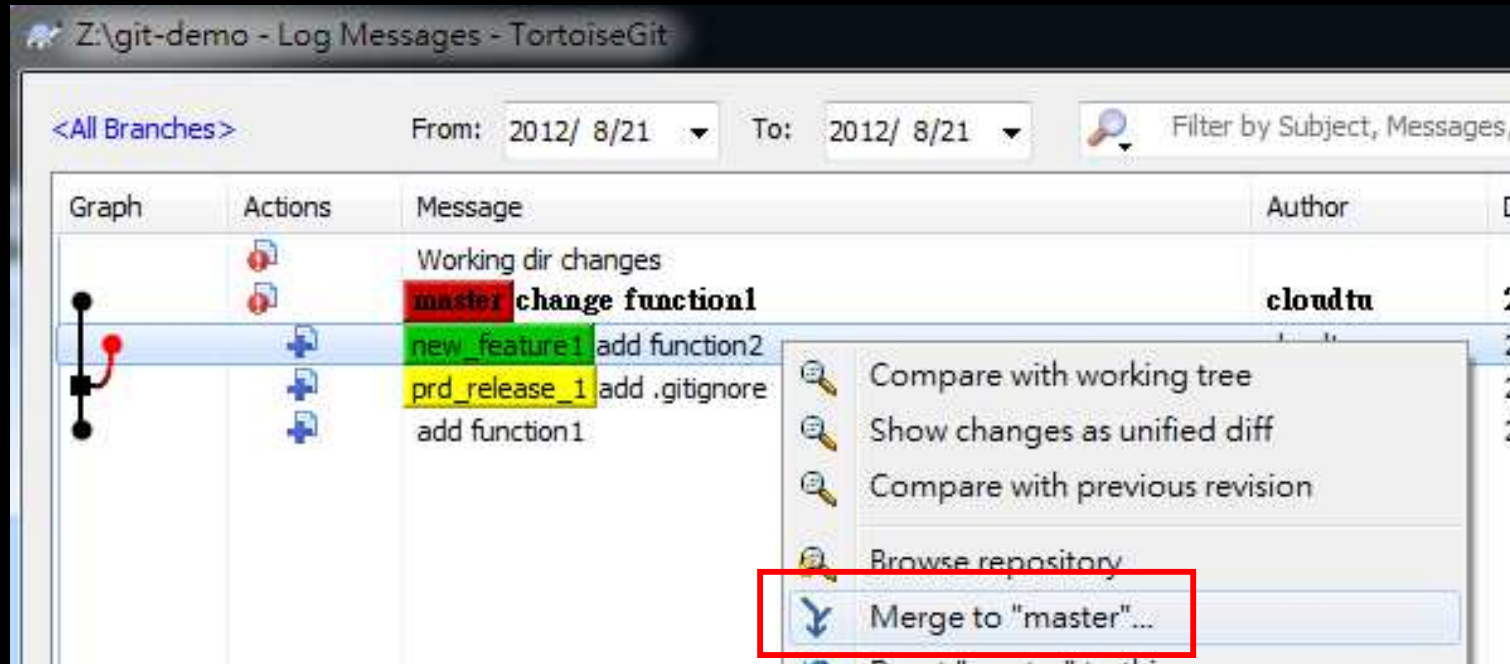 Z:\git-demo - Log Messages - TortoiseGit
<All Branches> From: 2012/ 8/21 To: 2012/ 8/21 Filter by Subject, Messages,
Graph Actions Message Author
Working dir changes
master change function1 cloudtu
new_feature1 add function2
prd_release_1 add .gitignore
add function1
Compare with working tree
Show changes as unified diff
Compare with previous revision
Browse repository
Merge to "master"...